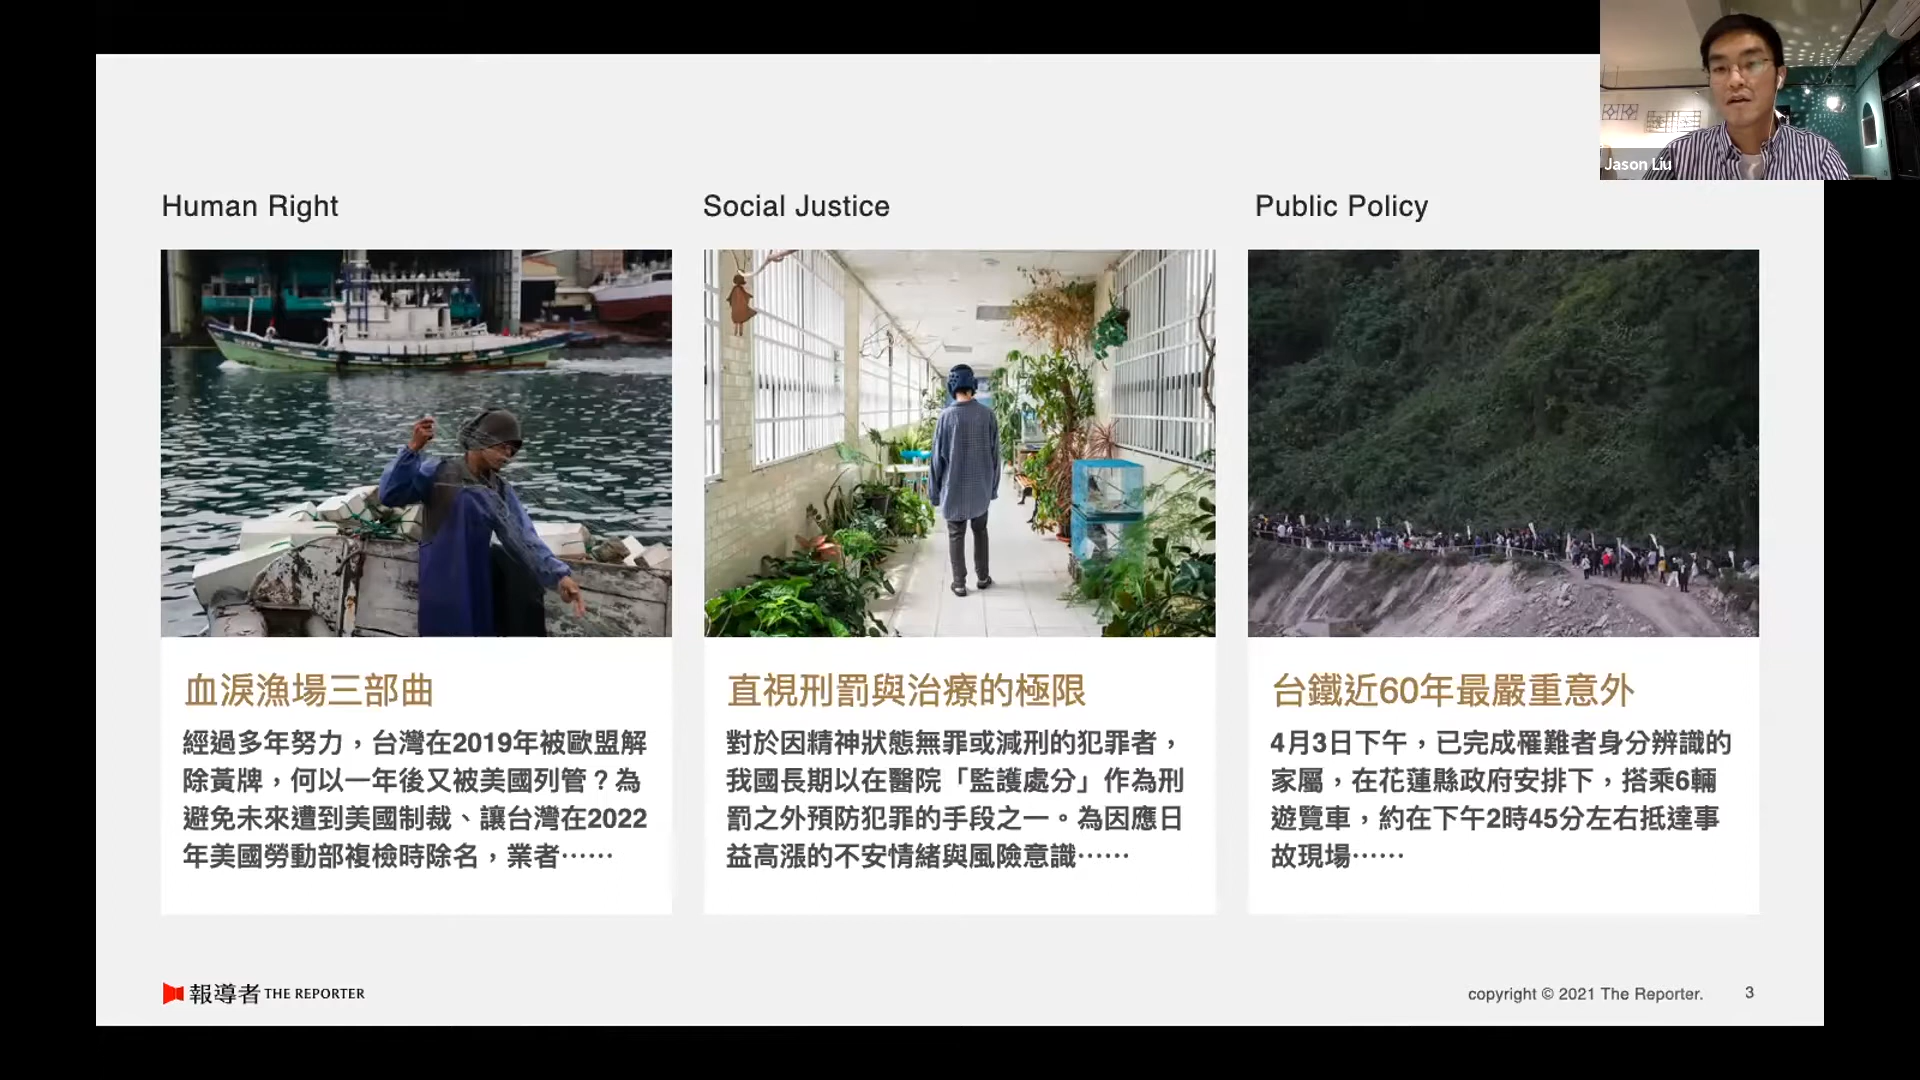 Jason Liu
Human Right
Social Justice
Public Policy
血淚漁場三部曲
經過多年努力，台灣在2019年被歐盟解
除黃牌，何以一年後又被美國列管？為
避免未來遭到美國制裁、讓台灣在2022
年美國勞動部複檢時除名，業者⋯⋯
直視刑罰與治療的極限
對於因精神狀態無罪或減刑的犯罪者，
我國長期以在醫院「監護處分」作為刑
罰之外預防犯罪的手段之一。為因應日
益高漲的不安情緒與風險意識⋯⋯
台鐵近60年最嚴重意外
4月3日下午，已完成罹難者身分辨識的
家屬，在花蓮縣政府安排下，搭乘6輛
遊覽車，約在下午2時45分左右抵達事
故現場⋯⋯
報導者 THE REPORTER
copyright © 2021 The Reporter.
3